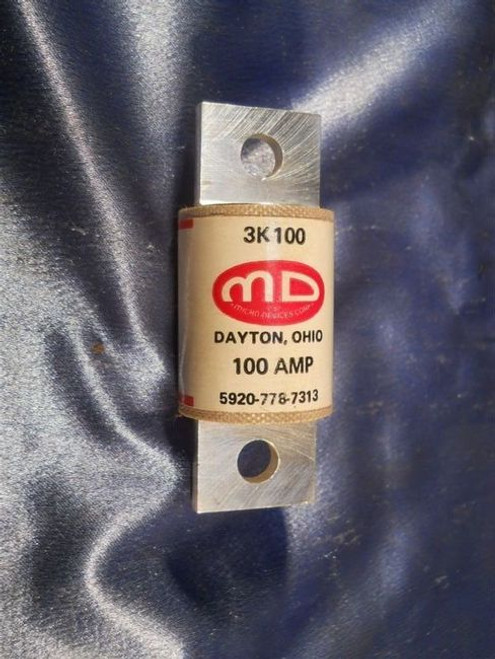 3K100
MD
DAYTON, OHIO
100 AMP
5920-778-7313